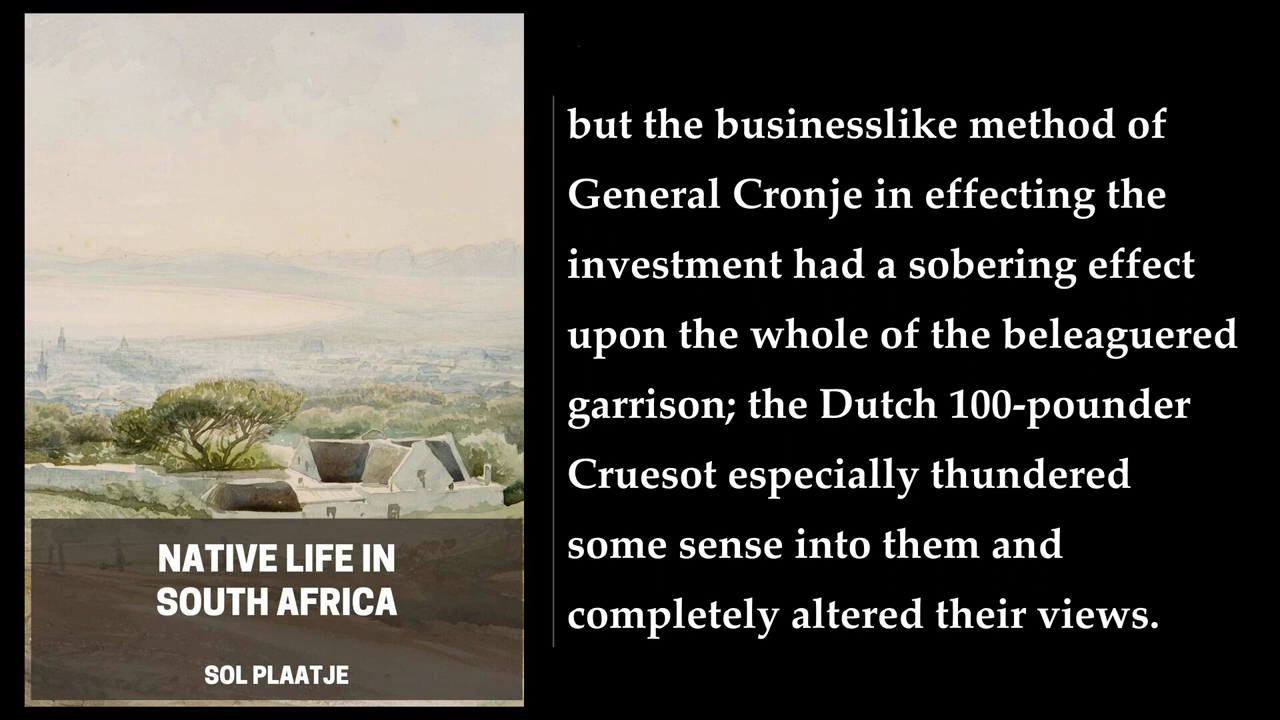 NATIVE LIFE IN
SOUTH AFRICA
SOL PLAATJE
but the businesslike method of
General Cronje in effecting the
investment had a sobering effect
upon the whole of the beleaguered
garrison; the Dutch 100-pounder
Cruesot especially thundered
some sense into them and
completely altered their views.